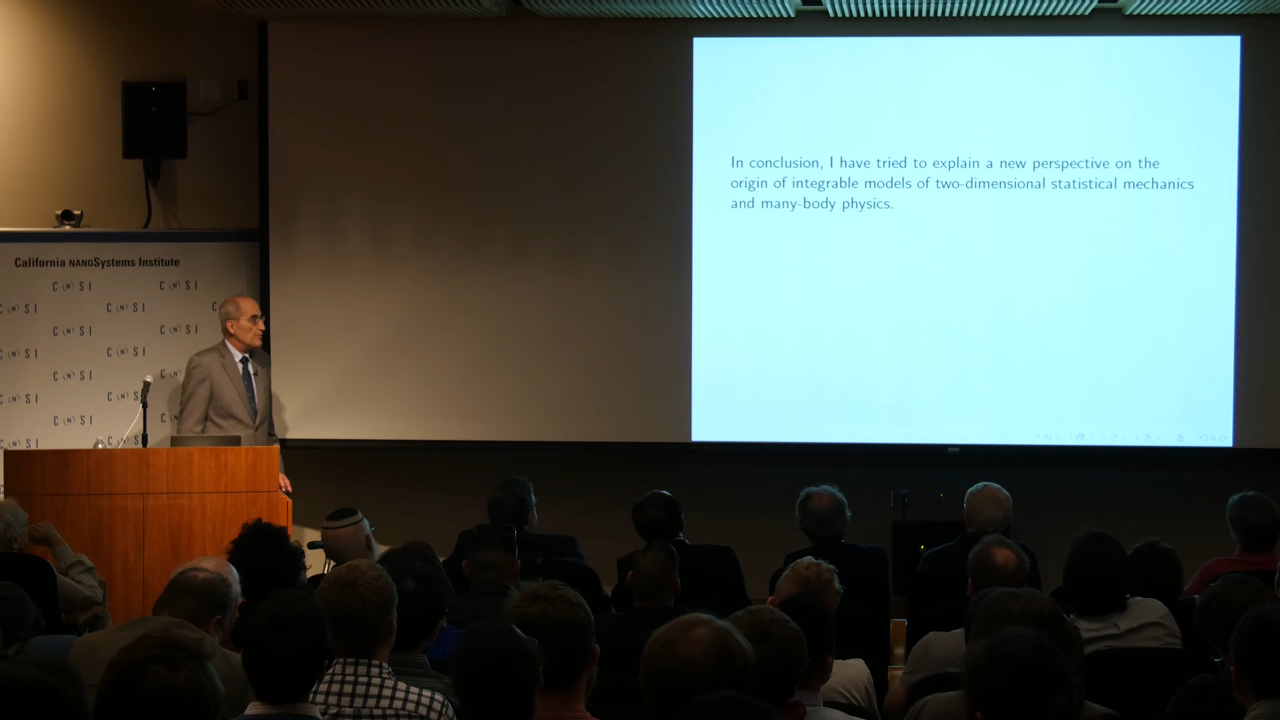 In conclusion, I have tried to explain a new perspective on the
origin of integrable models of two-dimensional statistical mechanics
and many-body physics.
California NANOSystems Institute
C (N) S I C (N) S I
C (N) S I C (N) S I C
C (N) S I C (N) S I
C (N) S I C (N) S I
C (N) S I C
C (N) S I C (N) S
C (N) S I C (N)
C (N) S I